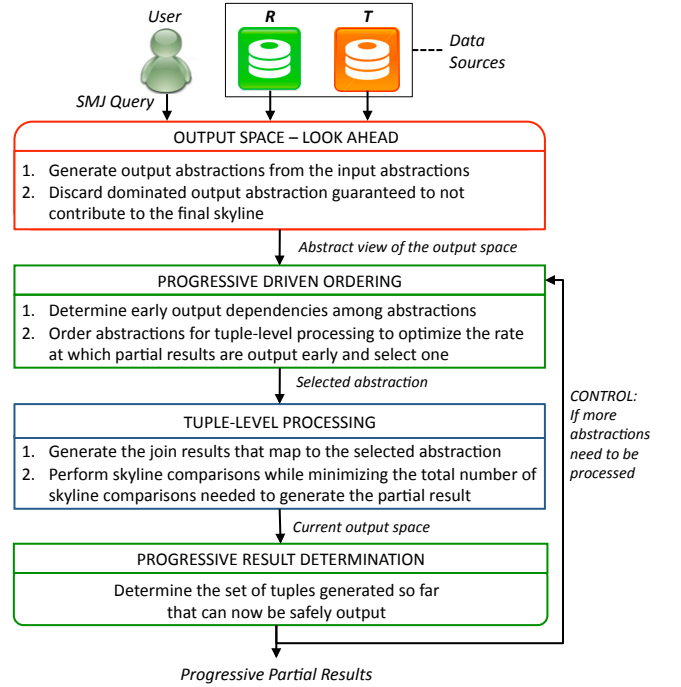 User
R
T
Data
Sources
SMJ Query
OUTPUT SPACE – LOOK AHEAD
1. Generate output abstractions from the input abstractions
2. Discard dominated output abstraction guaranteed to not
contribute to the final skyline
Abstract view of the output space
PROGRESSIVE DRIVEN ORDERING
1. Determine early output dependencies among abstractions
2. Order abstractions for tuple-level processing to optimize the rate
at which partial results are output early and select one
Selected abstraction
CONTROL:
If more
abstractions
need to be
processed
TUPLE-LEVEL PROCESSING
1. Generate the join results that map to the selected abstraction
2. Perform skyline comparisons while minimizing the total number of
skyline comparisons needed to generate the partial result
Current output space
PROGRESSIVE RESULT DETERMINATION
Determine the set of tuples generated so far
that can now be safely output
Progressive Partial Results